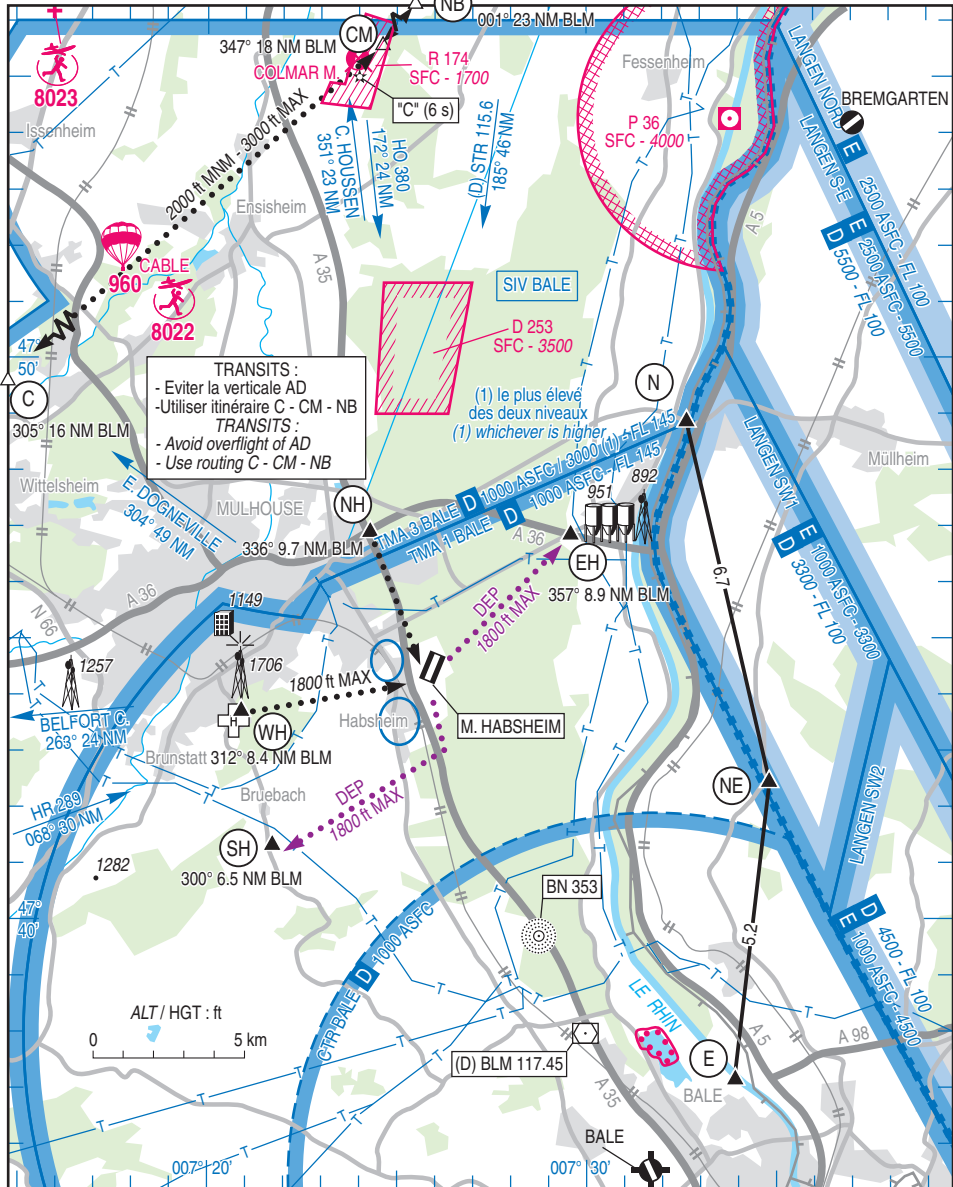 NB
001° 23 NM BLM
CM
347° 18 NM BLM
COLMAR M.
R 174
SFC - 1700
"C" (6 s)
8023
Issenheim
Fessenheim
P 36
SFC - 4000
LANGEN NORD E
2500 ASFC - FL 100
LANGEN S-E E
2500 ASFC - 5500
D 5500 - FL 100
BREMGARTEN
A 5
2000 ft MNM - 3000 ft MAX
C. HOUSSEN
351° 23 NM
HO 380
172° 24 NM
(D) STR 115.6
185° 46 NM
Ensisheim
A 35
960
CABLE
8022
SIV BALE
D 253
SFC - 3500
47°
50'
C
305° 16 NM BLM
TRANSITS :
- Eviter la verticale AD
-Utiliser itinéraire C - CM - NB
TRANSITS :
- Avoid overflight of AD
- Use routing C - CM - NB
(1) le plus élevé
des deux niveaux
(1) whichever is higher
N
Müllheim
Wittelsheim
E. DOGNEVILLE
304° 49 NM
MULHOUSE
NH
336° 9.7 NM BLM
TMA 3 BALE D 1000 ASFC / 3000 (1) - FL 145
TMA 1 BALE D 1000 ASFC - FL 145
951
892
A 36
EH
357° 8.9 NM BLM
LANGEN SW1
E 1000 ASFC - 3300
D 3300 - FL 100
6.7
A 36
N 66
1149
1257
1706
DEP
1800 ft MAX
1800 ft MAX
BELFORT C.
263° 24 NM
WH
312° 8.4 NM BLM
Brunstatt
Habsheim
M. HABSHEIM
Bruebach
HR 289
068° 30 NM
DEP
1800 ft MAX
NE
LANGEN SW2
SH
300° 6.5 NM BLM
1282
47°
40'
BN 353
CTR BALE D 1000 ASFC
D 4500 - FL 100
E 1000 ASFC - 4500
5.2
ALT / HGT : ft
0 5 km
LE RHIN
(D) BLM 117.45
E
A 5
A 98
BALE
A 35
BALE
007° 20'
007° 30'